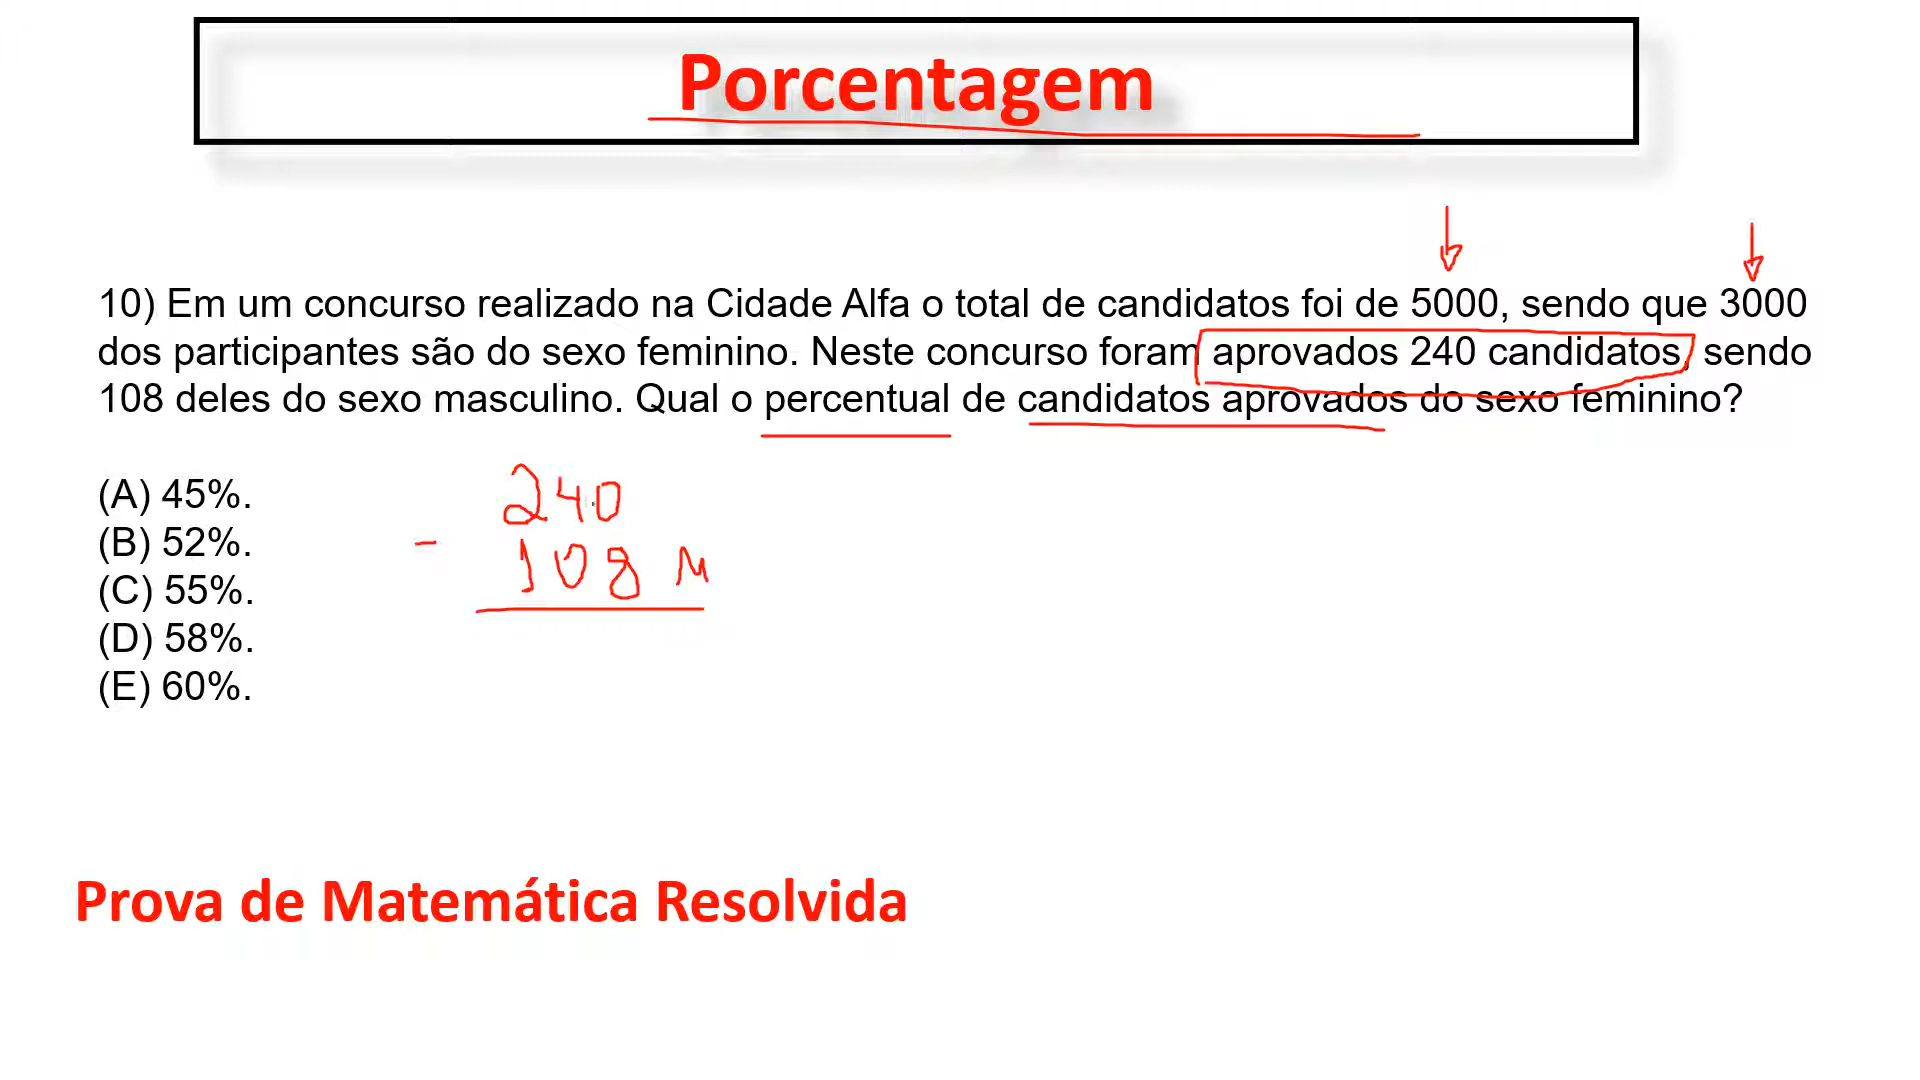 Porcentagem
10) Em um concurso realizado na Cidade Alfa o total de candidatos foi de 5000, sendo que 3000
dos participantes são do sexo feminino. Neste concurso foram aprovados 240 candidatos, sendo
108 deles do sexo masculino. Qual o percentual de candidatos aprovados do sexo feminino?
(A) 45%.
(B) 52%.
(C) 55%.
(D) 58%.
(E) 60%.
240
- 108 M
Prova de Matemática Resolvida